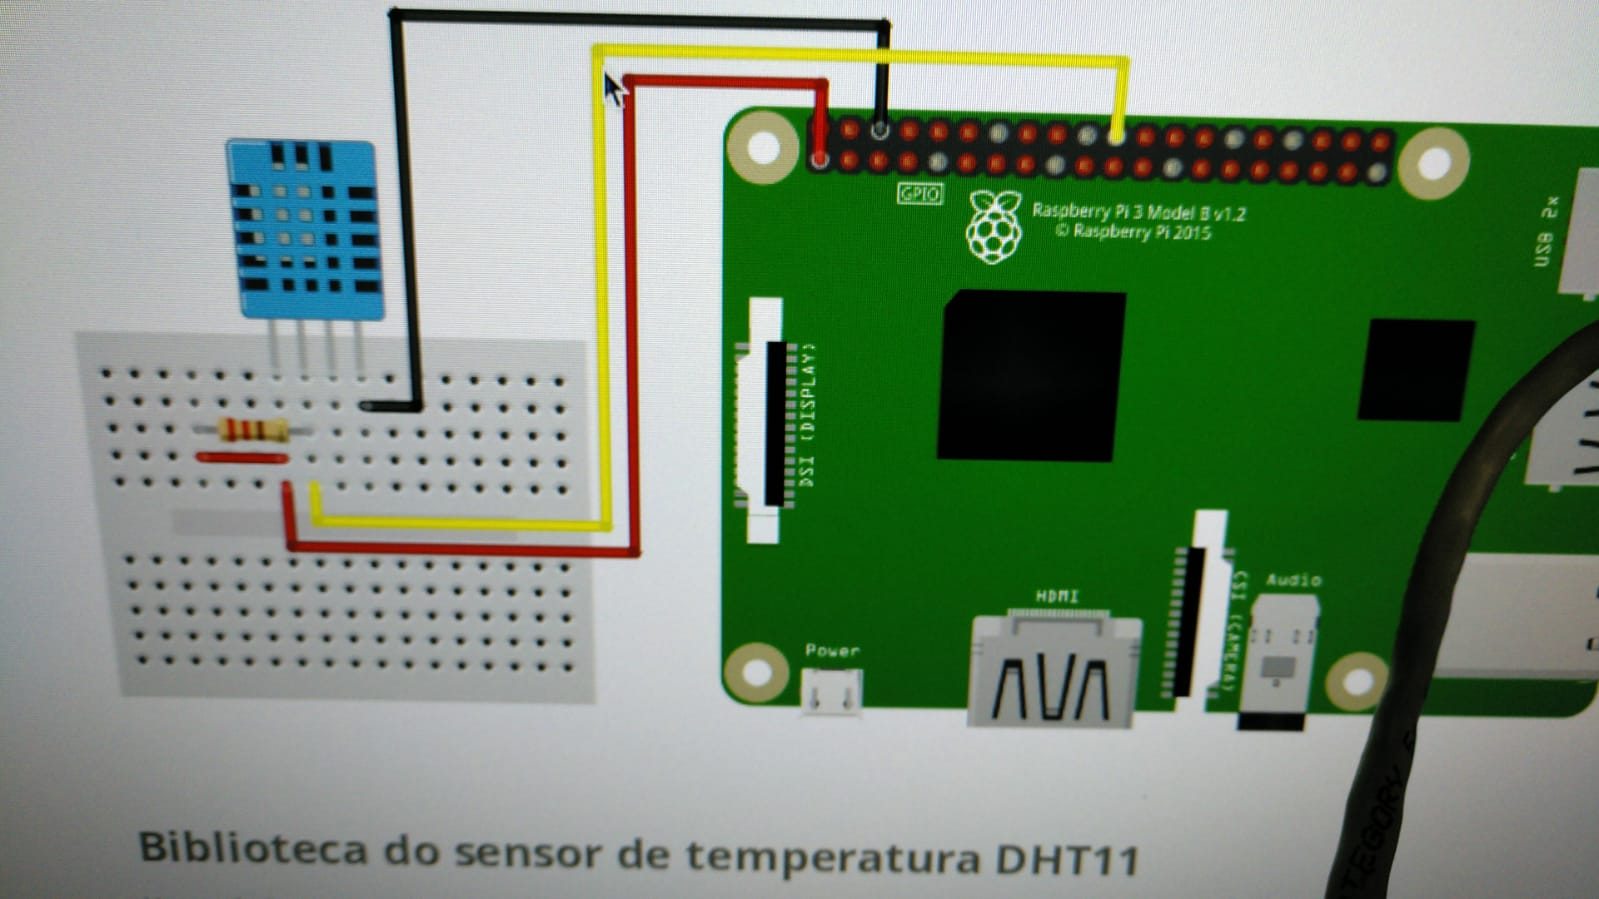 GPIO
Raspberry Pi 3 Model B v1.2
© Raspberry Pi 2015
USB 2x
DSI (DISPLAY)
HDMI
CSI (CAMERA)
Audio
Power
TEGORY
Biblioteca do sensor de temperatura DHT11